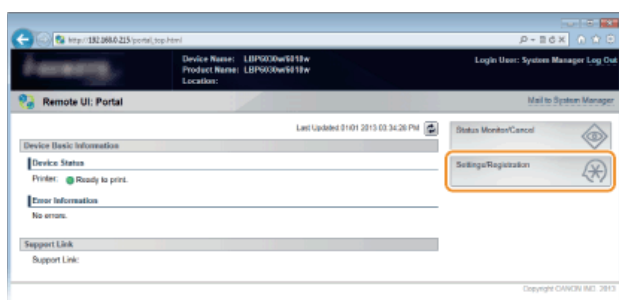 http://192.168.0.215/portal_top.html
Device Name: LBP6030w/6018w
Product Name: LBP6030w/6018w
Location:
Login User: System Manager Log Out
Remote UI: Portal
Mail to System Manager
Last Updated 01/01 2013 03:34:28 PM
Device Basic Information
Device Status
Printer: Ready to print.
Error Information
No errors.
Support Link
Support Link:
Status Monitor/Cancel
Settings/Registration
Copyright CANON INC. 2013